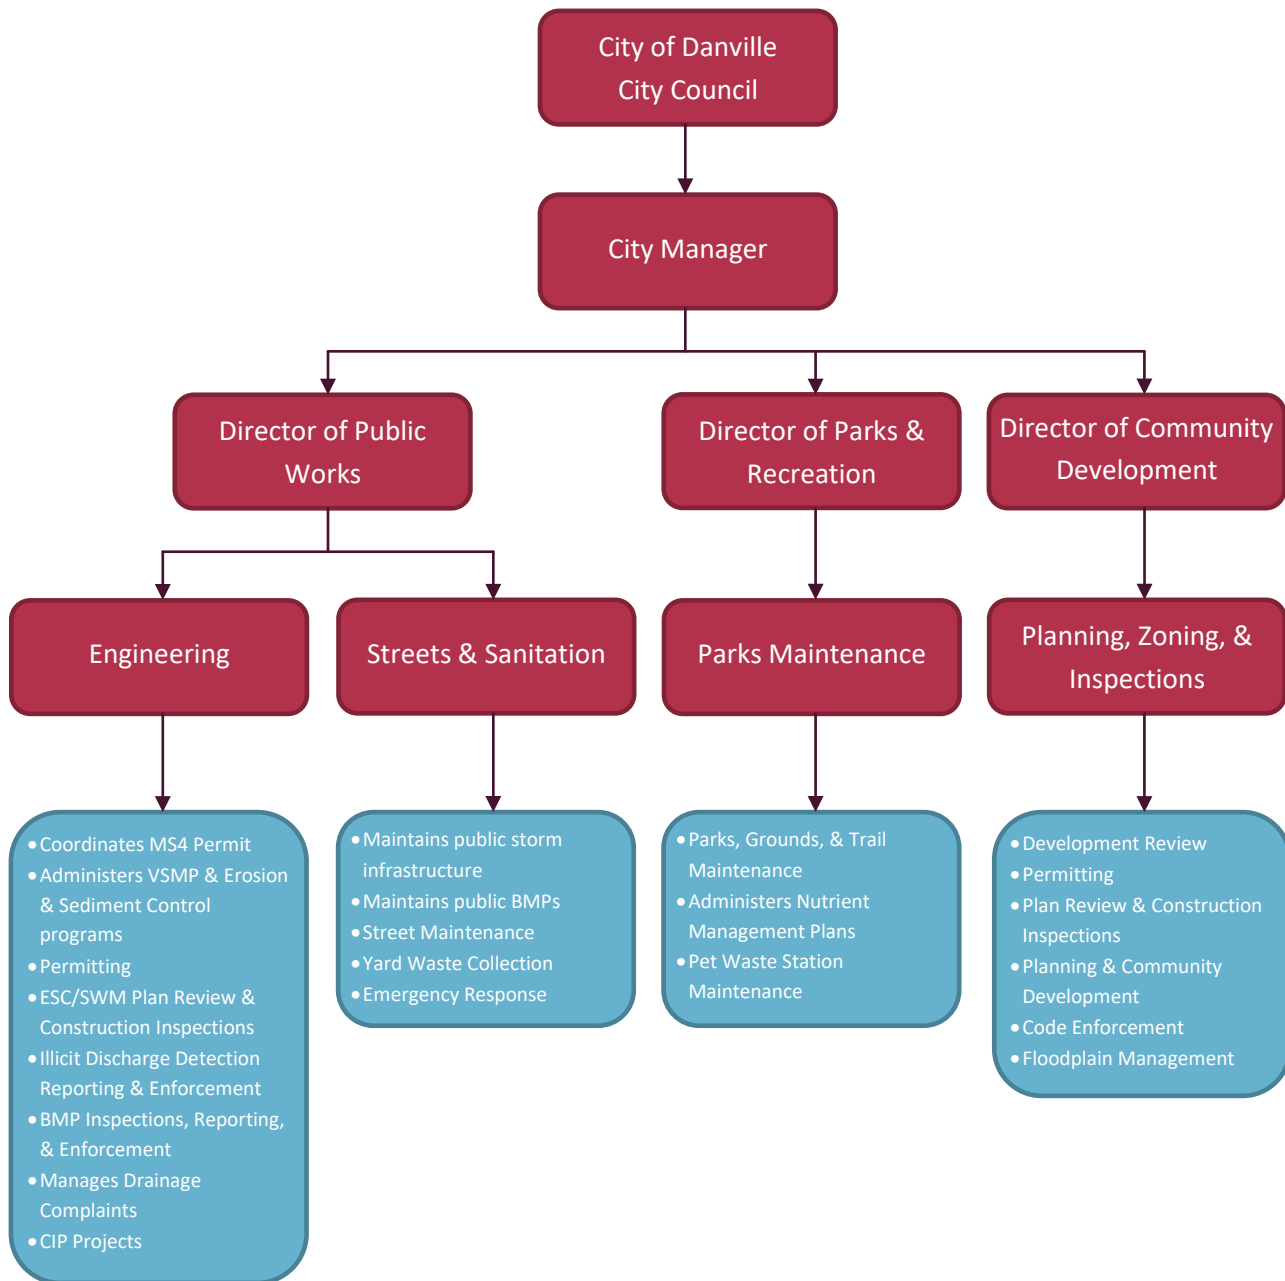 City of Danville
City Council
City Manager
Director of Public
Works
Director of Parks &
Recreation
Director of Community
Development
Engineering
Streets & Sanitation
Parks Maintenance
Planning, Zoning, &
Inspections
• Coordinates MS4 Permit
• Administers VSMP & Erosion
& Sediment Control
programs
• Permitting
• ESC/SWM Plan Review &
Construction Inspections
• Illicit Discharge Detection
Reporting & Enforcement
• BMP Inspections, Reporting,
& Enforcement
• Manages Drainage
Complaints
• CIP Projects
• Maintains public storm
infrastructure
• Maintains public BMPs
• Street Maintenance
• Yard Waste Collection
• Emergency Response
• Parks, Grounds, & Trail
Maintenance
• Administers Nutrient
Management Plans
• Pet Waste Station
Maintenance
• Development Review
• Permitting
• Plan Review & Construction
Inspections
• Planning & Community
Development
• Code Enforcement
• Floodplain Management